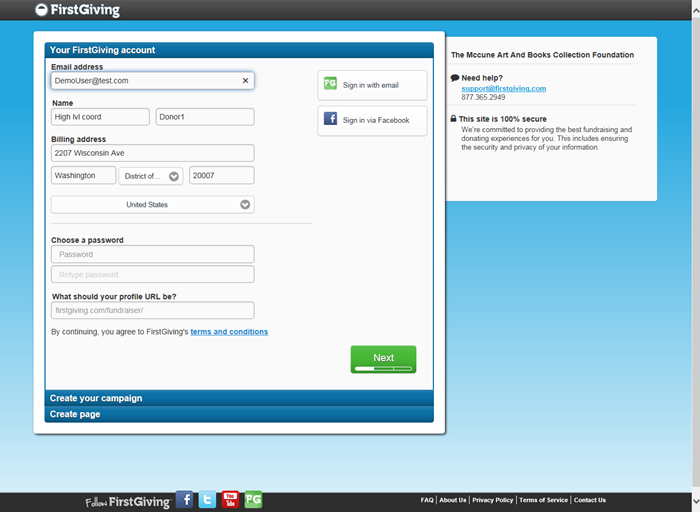 FirstGiving
Your FirstGiving account
Email address
DemoUser@test.com
Sign in with email
Sign in via Facebook
Name
High lvl coord
Donor1
Billing address
2207 Wisconsin Ave
Washington
District of...
20007
United States
Choose a password
Password
Retype password
What should your profile URL be?
firstgiving.com/fundraiser/
By continuing, you agree to FirstGiving's terms and conditions
Next
Create your campaign
Create page
The Mccune Art And Books Collection Foundation
Need help?
support@firstgiving.com
877.365.2949
This site is 100% secure
We're committed to providing the best fundraising and
donating experiences for you. This includes ensuring
the security and privacy of your information.
Follow FirstGiving
You Tube
FG
FAQ | About Us | Privacy Policy | Terms of Service | Contact Us